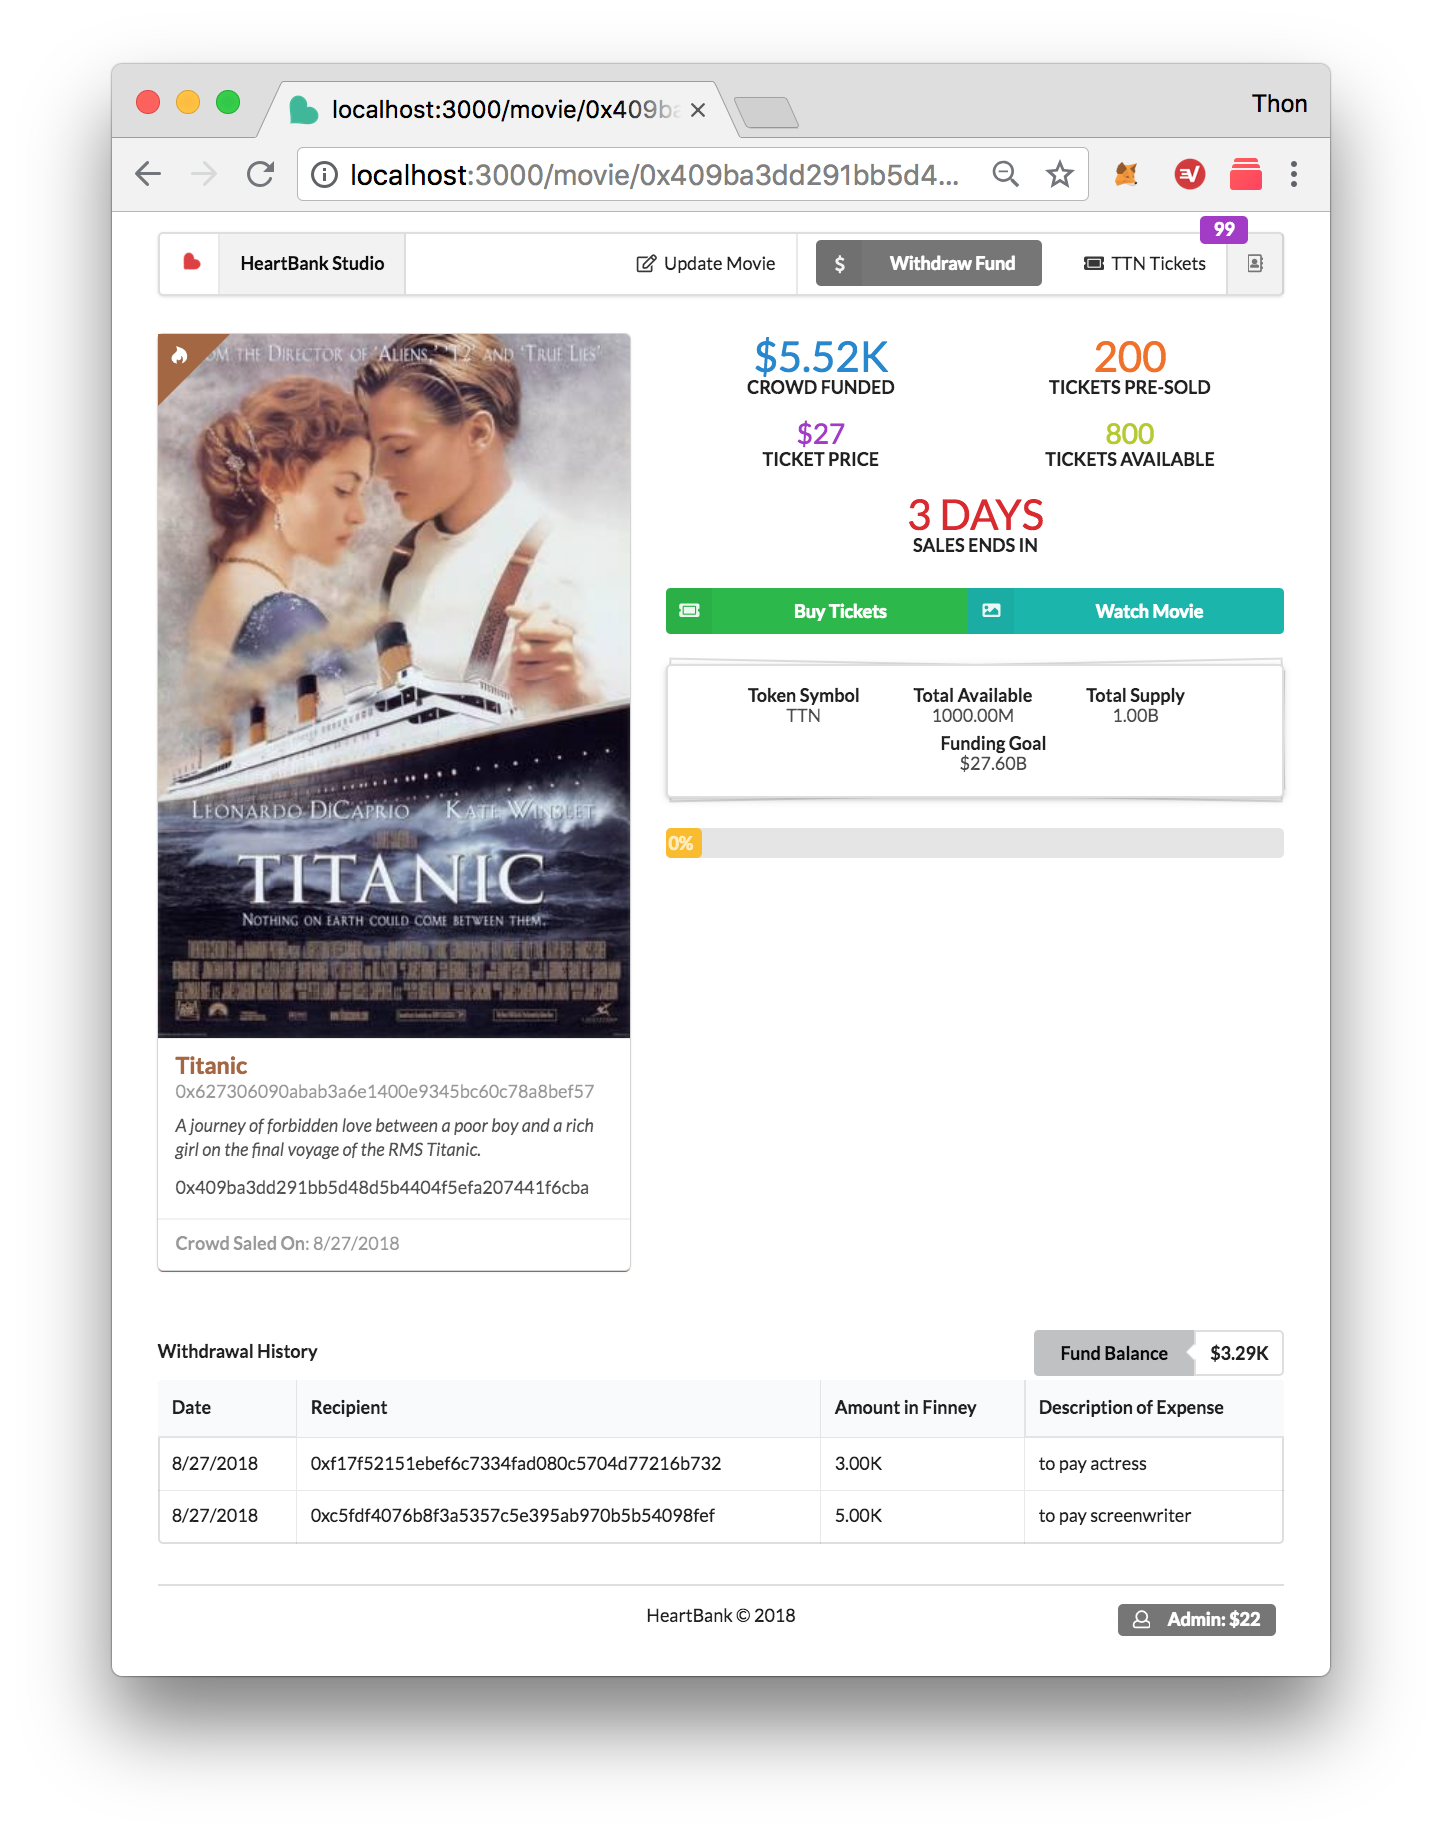 localhost:3000/movie/0x409ba
Thon
localhost:3000/movie/0x409ba3dd291bb5d4...
99
HeartBank Studio
Update Movie
$ Withdraw Fund
TTN Tickets
OM THE DIRECTOR OF 'ALIENS,' 'T2' AND 'TRUE LIES'
LEONARDO DICAPRIO KATE WINSLET
TITANIC
NOTHING ON EARTH COULD COME BETWEEN THEM.
Titanic
0x627306090abab3a6e1400e9345bc60c78a8bef57
A journey of forbidden love between a poor boy and a rich
girl on the final voyage of the RMS Titanic.
0x409ba3dd291bb5d48d5b4404f5efa207441f6cba
Crowd Saled On: 8/27/2018
$5.52K
CROWD FUNDED
200
TICKETS PRE-SOLD
$27
TICKET PRICE
800
TICKETS AVAILABLE
3 DAYS
SALES ENDS IN
Buy Tickets
Watch Movie
Token Symbol
TTN
Total Available
1000.00M
Total Supply
1.00B
Funding Goal
$27.60B
0%
Withdrawal History
Fund Balance $3.29K
Date Recipient Amount in Finney Description of Expense
8/27/2018 0xf17f52151ebef6c7334fad080c5704d77216b732 3.00K to pay actress
8/27/2018 0xc5fdf4076b8f3a5357c5e395ab970b5b54098fef 5.00K to pay screenwriter
HeartBank © 2018
Admin: $22